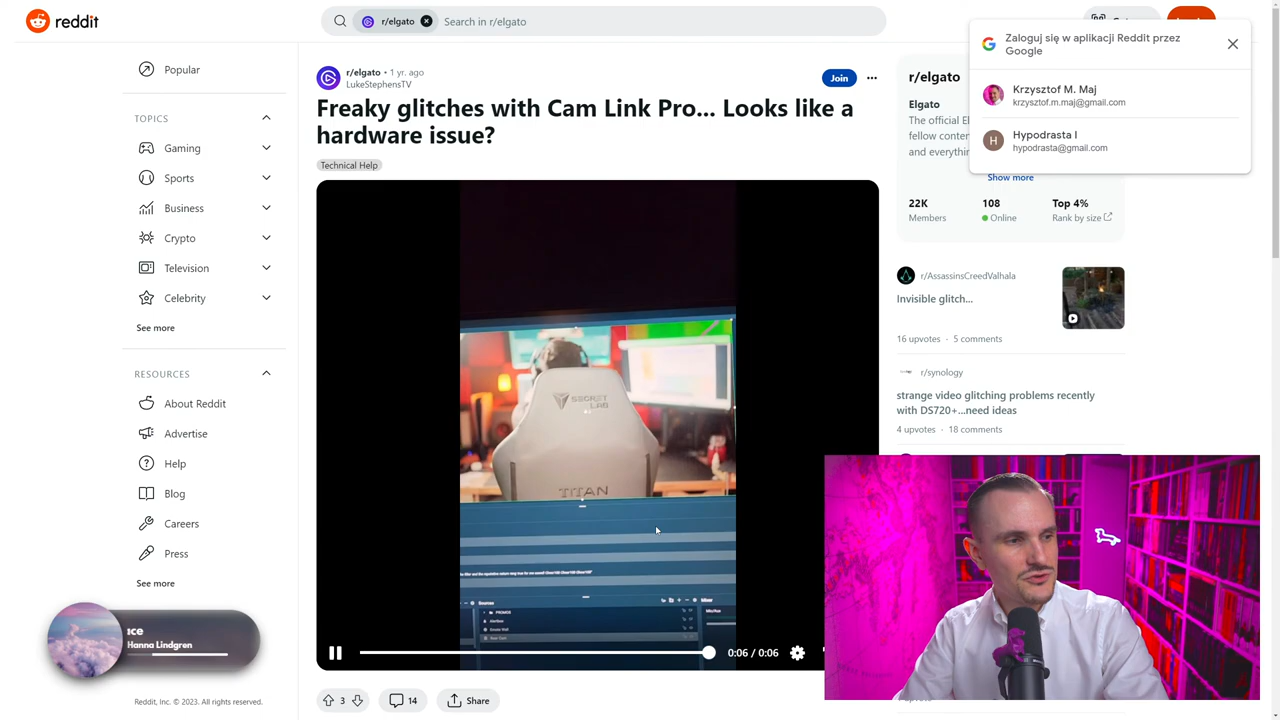 reddit
r/elgato
Search in r/elgato
Zaloguj się w aplikacji Reddit przez
Google
Krzysztof M. Maj
krzysztof.m.maj@gmail.com
Hypodrasta I
H
hypodrasta@gmail.com
Popular
TOPICS
Gaming
Sports
Business
Crypto
Television
Celebrity
See more
RESOURCES
About Reddit
Advertise
Help
Blog
Careers
Press
See more
ICE
Hanna Lindgren
Reddit, Inc. © 2023. All rights reserved.
r/elgato • 1 yr. ago
LukeStephensTV
Join
Freaky glitches with Cam Link Pro... Looks like a
hardware issue?
Technical Help
SECRET
LAB
TITAN
Sources
Mixer
0:06 / 0:06
3
14
Share
r/elgato
Elgato
The official El
fellow conten
and everythin
Show more
22K
108
Top 4%
Members
Online
Rank by size
r/AssassinsCreedValhala
Invisible glitch...
16 upvotes • 5 comments
r/synology
strange video glitching problems recently
with DS720+...need ideas
4 upvotes • 18 comments